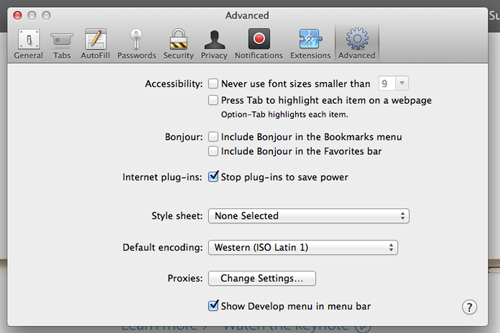 Advanced
Su
General Tabs AutoFill Passwords Security Privacy Notifications Extensions Advanced
Accessibility: Never use font sizes smaller than 9
Press Tab to highlight each item on a webpage
Option-Tab highlights each item.
Bonjour: Include Bonjour in the Bookmarks menu
Include Bonjour in the Favorites bar
Internet plug-ins: Stop plug-ins to save power
Style sheet: None Selected
Default encoding: Western (ISO Latin 1)
Proxies: Change Settings...
Show Develop menu in menu bar ?
Learn more Watch the keynote